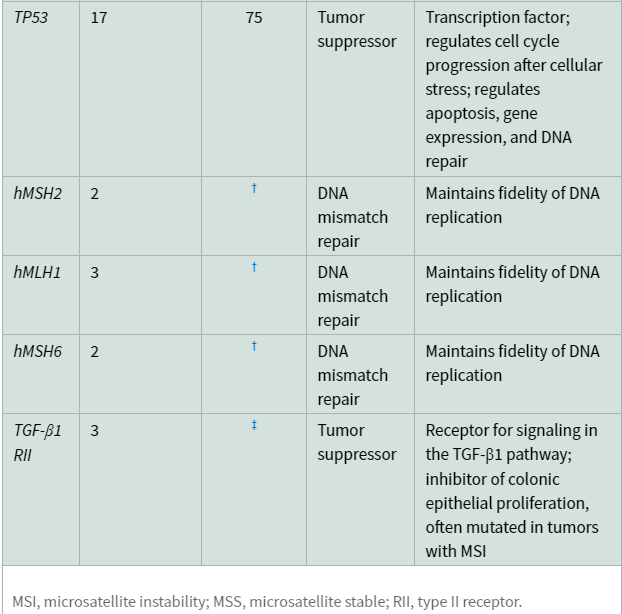 TP53 17 75 Tumor Transcription factor;
suppressor regulates cell cycle
progression after cellular
stress; regulates
apoptosis, gene
expression, and DNA
repair
hMSH2 2 † DNA Maintains fidelity of DNA
mismatch replication
repair
hMLH1 3 † DNA Maintains fidelity of DNA
mismatch replication
repair
hMSH6 2 † DNA Maintains fidelity of DNA
mismatch replication
repair
TGF-β1 3 ‡ Tumor Receptor for signaling in
RII suppressor the TGF-β1 pathway;
inhibitor of colonic
epithelial proliferation,
often mutated in tumors
with MSI
MSI, microsatellite instability; MSS, microsatellite stable; RII, type II receptor.